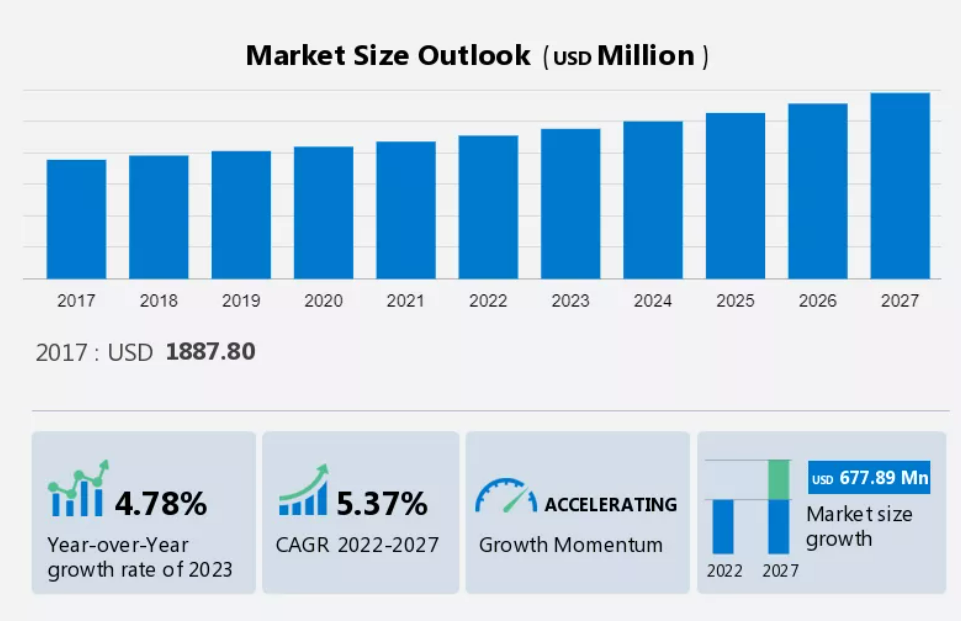 Market Size Outlook ( USD Million )
2017 2018 2019 2020 2021 2022 2023 2024 2025 2026 2027
2017 : USD 1887.80
4.78%
Year-over-Year
growth rate of 2023
5.37%
CAGR 2022-2027
ACCELERATING
Growth Momentum
USD 677.89 Mn
Market size
growth
2022 2027